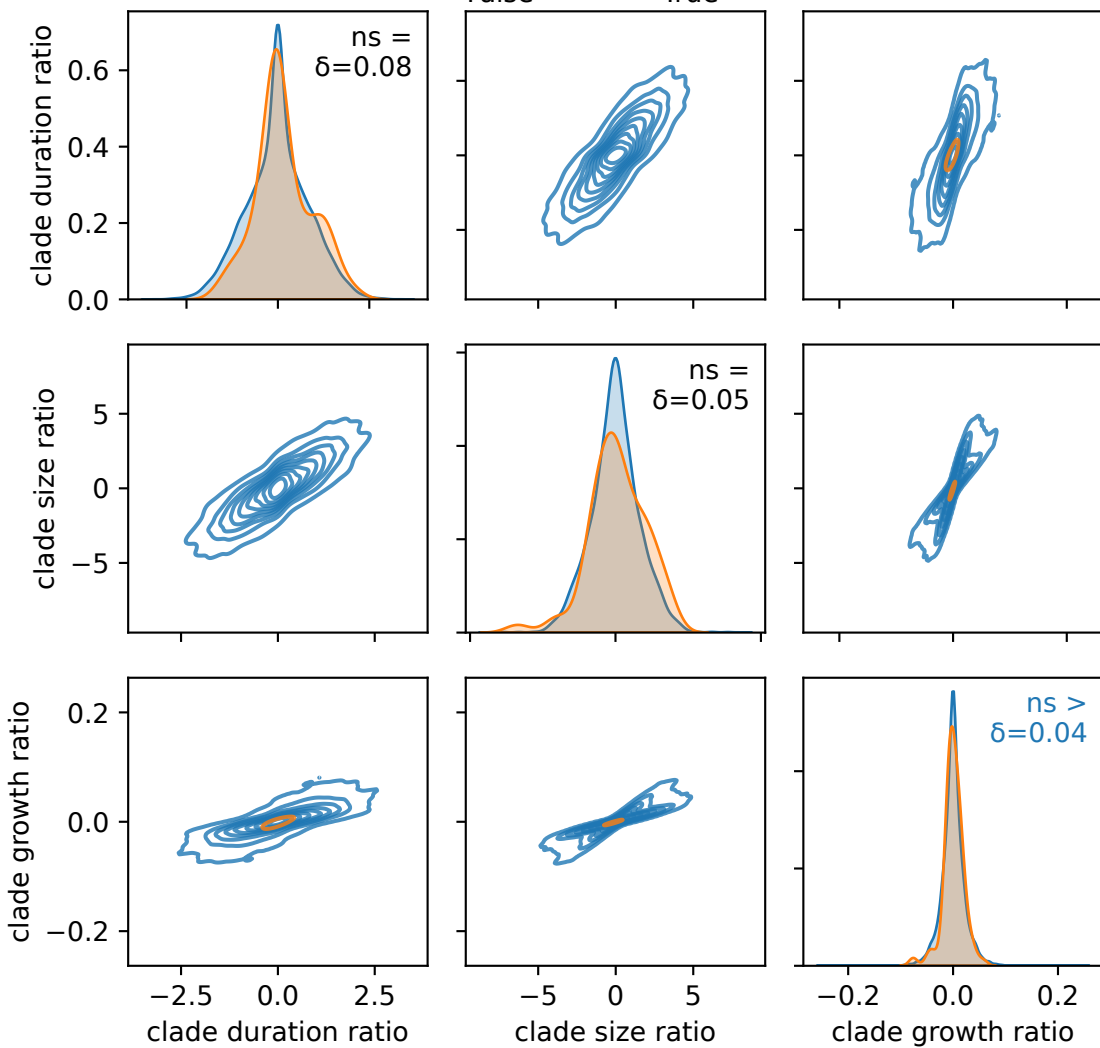 ns =
δ=0.08
clade duration ratio
0.6
0.4
0.2
0.0
ns =
δ=0.05
clade size ratio
5
0
−5
ns >
δ=0.04
clade growth ratio
0.2
0.0
−0.2
−2.5 0.0 2.5
−5 0 5
−0.2 0.0 0.2
clade duration ratio
clade size ratio
clade growth ratio